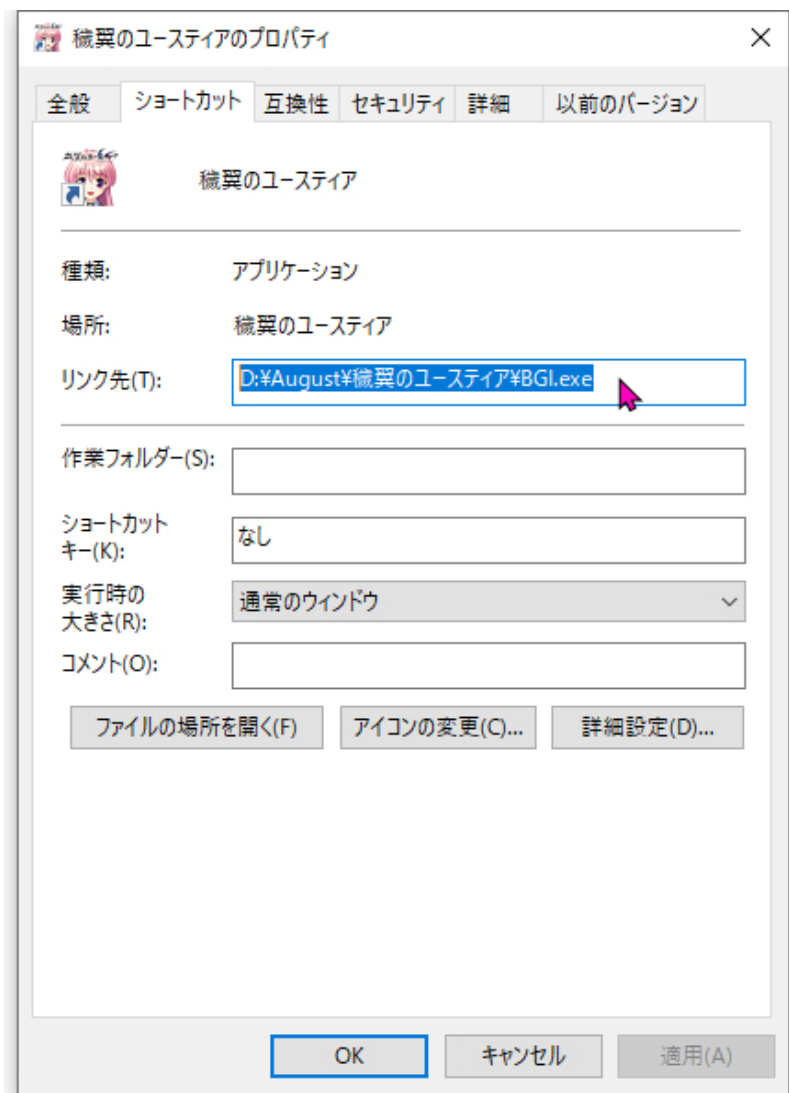 穢翼のユースティアのプロパティ
全般 ショートカット 互換性 セキュリティ 詳細 以前のバージョン
穢翼のユースティア
種類: アプリケーション
場所: 穢翼のユースティア
リンク先(T): D:¥August¥穢翼のユースティア¥BGI.exe
作業フォルダー(S):
ショートカット
キー(K): なし
実行時の
大きさ(R): 通常のウィンドウ
コメント(O):
ファイルの場所を開く(F) アイコンの変更(C)... 詳細設定(D)...
OK キャンセル 適用(A)